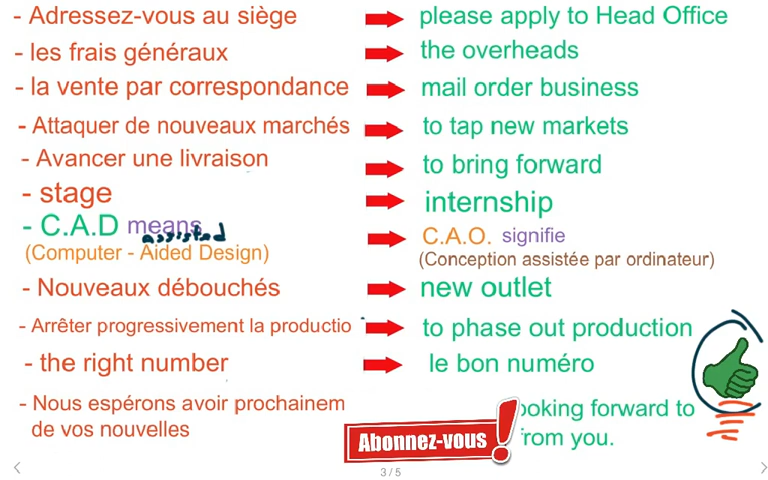 - Adressez-vous au siège please apply to Head Office
- les frais généraux the overheads
- la vente par correspondance mail order business
- Attaquer de nouveaux marchés to tap new markets
- Avancer une livraison to bring forward
- stage internship
- C.A.D means C.A.O. signifie
assisted
(Computer - Aided Design) (Conception assistée par ordinateur)
- Nouveaux débouchés new outlet
- Arrêter progressivement la productio to phase out production
- the right number le bon numéro
- Nous espérons avoir prochainem ooking forward to
de vos nouvelles from you.
Abonnez-vous !
3 / 5